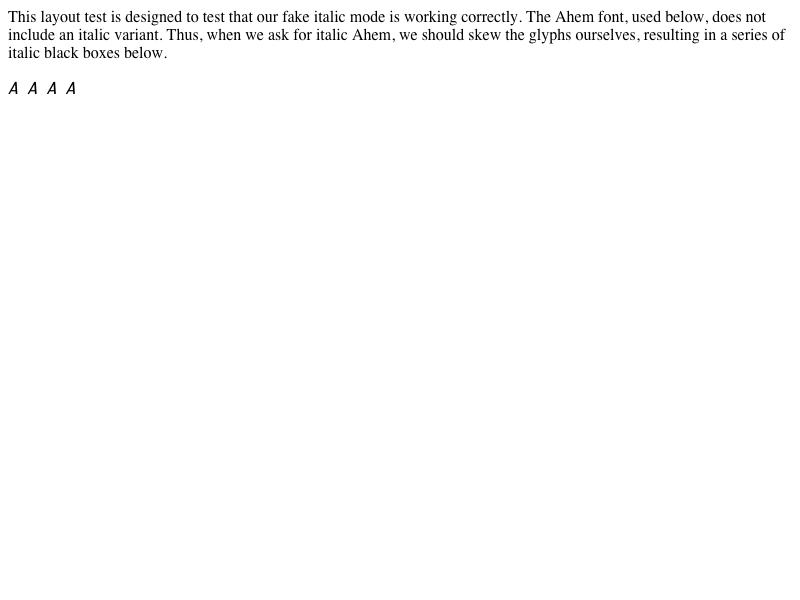 This layout test is designed to test that our fake italic mode is working correctly. The Ahem font, used below, does not
include an italic variant. Thus, when we ask for italic Ahem, we should skew the glyphs ourselves, resulting in a series of
italic black boxes below.
A A A A